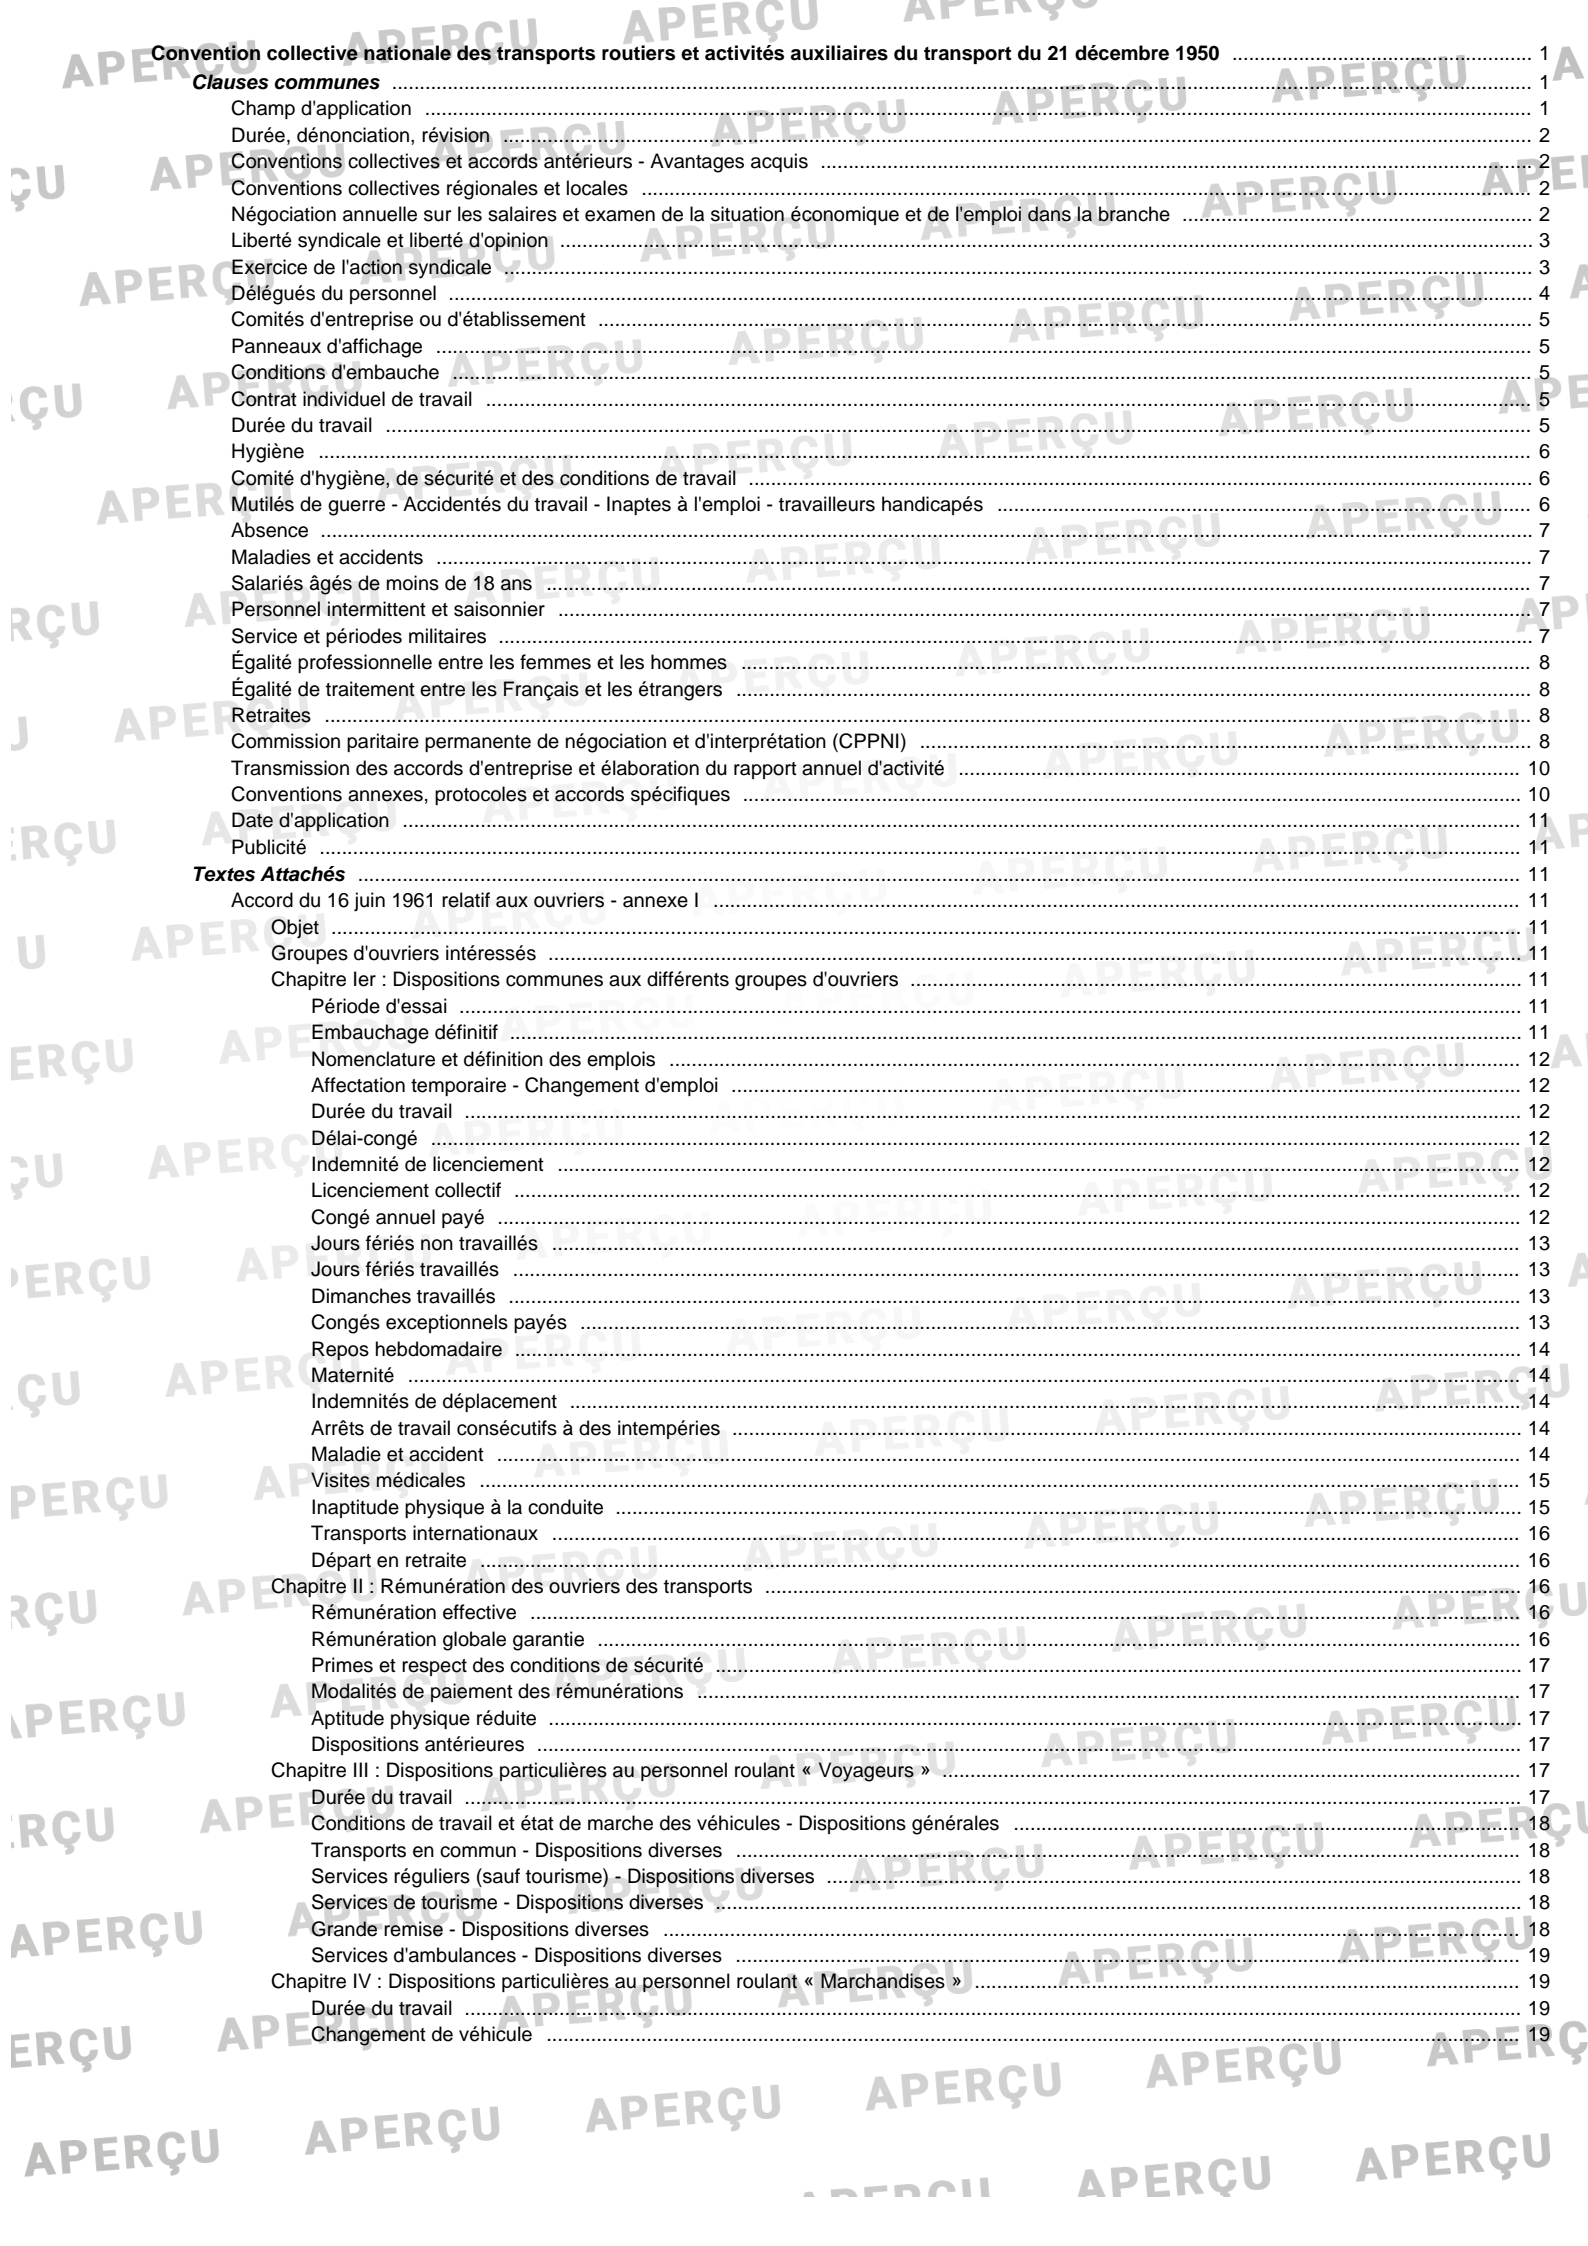 Convention collective nationale des transports routiers et activités auxiliaires du transport du 21 décembre 1950 ........ 1
Clauses communes ........ 1
Champ d'application ........ 1
Durée, dénonciation, révision ........ 2
Conventions collectives et accords antérieurs - Avantages acquis ........ 2
Conventions collectives régionales et locales ........ 2
Négociation annuelle sur les salaires et examen de la situation économique et de l'emploi dans la branche ........ 2
Liberté syndicale et liberté d'opinion ........ 3
Exercice de l'action syndicale ........ 3
Délégués du personnel ........ 4
Comités d'entreprise ou d'établissement ........ 5
Panneaux d'affichage ........ 5
Conditions d'embauche ........ 5
Contrat individuel de travail ........ 5
Durée du travail ........ 5
Hygiène ........ 6
Comité d'hygiène, de sécurité et des conditions de travail ........ 6
Mutilés de guerre - Accidentés du travail - Inaptes à l'emploi - travailleurs handicapés ........ 6
Absence ........ 7
Maladies et accidents ........ 7
Salariés âgés de moins de 18 ans ........ 7
Personnel intermittent et saisonnier ........ 7
Service et périodes militaires ........ 7
Égalité professionnelle entre les femmes et les hommes ........ 8
Égalité de traitement entre les Français et les étrangers ........ 8
Retraites ........ 8
Commission paritaire permanente de négociation et d'interprétation (CPPNI) ........ 8
Transmission des accords d'entreprise et élaboration du rapport annuel d'activité ........ 10
Conventions annexes, protocoles et accords spécifiques ........ 10
Date d'application ........ 11
Publicité ........ 11
Textes Attachés ........ 11
Accord du 16 juin 1961 relatif aux ouvriers - annexe I ........ 11
Objet ........ 11
Groupes d'ouvriers intéressés ........ 11
Chapitre Ier : Dispositions communes aux différents groupes d'ouvriers ........ 11
Période d'essai ........ 11
Embauchage définitif ........ 11
Nomenclature et définition des emplois ........ 12
Affectation temporaire - Changement d'emploi ........ 12
Durée du travail ........ 12
Délai-congé ........ 12
Indemnité de licenciement ........ 12
Licenciement collectif ........ 12
Congé annuel payé ........ 12
Jours fériés non travaillés ........ 13
Jours fériés travaillés ........ 13
Dimanches travaillés ........ 13
Congés exceptionnels payés ........ 13
Repos hebdomadaire ........ 14
Maternité ........ 14
Indemnités de déplacement ........ 14
Arrêts de travail consécutifs à des intempéries ........ 14
Maladie et accident ........ 14
Visites médicales ........ 15
Inaptitude physique à la conduite ........ 15
Transports internationaux ........ 16
Départ en retraite ........ 16
Chapitre II : Rémunération des ouvriers des transports ........ 16
Rémunération effective ........ 16
Rémunération globale garantie ........ 16
Primes et respect des conditions de sécurité ........ 17
Modalités de paiement des rémunérations ........ 17
Aptitude physique réduite ........ 17
Dispositions antérieures ........ 17
Chapitre III : Dispositions particulières au personnel roulant « Voyageurs » ........ 17
Durée du travail ........ 17
Conditions de travail et état de marche des véhicules - Dispositions générales ........ 18
Transports en commun - Dispositions diverses ........ 18
Services réguliers (sauf tourisme) - Dispositions diverses ........ 18
Services de tourisme - Dispositions diverses ........ 18
Grande remise - Dispositions diverses ........ 18
Services d'ambulances - Dispositions diverses ........ 19
Chapitre IV : Dispositions particulières au personnel roulant « Marchandises » ........ 19
Durée du travail ........ 19
Changement de véhicule ........ 19
APERÇU